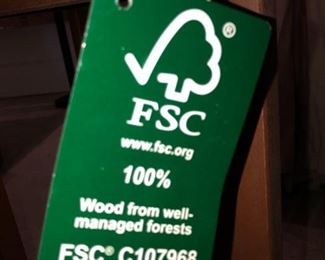 ®
FSC
www.fsc.org
100%
Wood from well-
managed forests
FSC® C107968